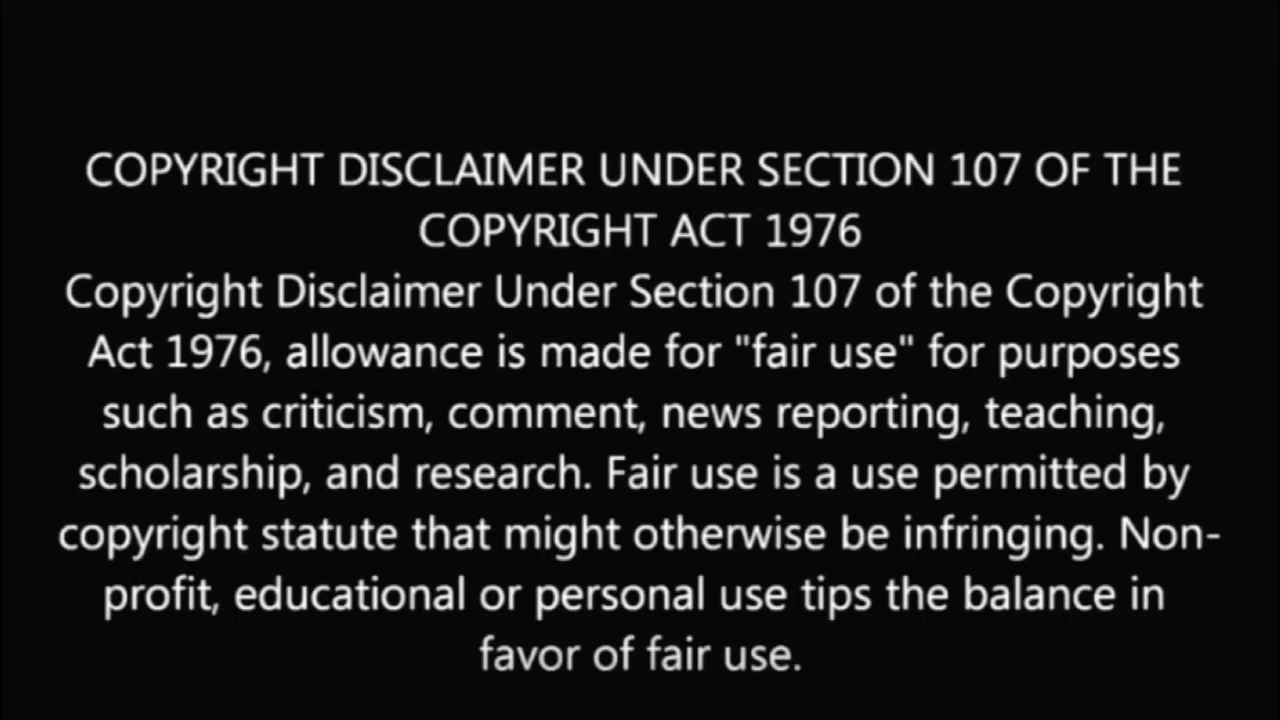 COPYRIGHT DISCLAIMER UNDER SECTION 107 OF THE
COPYRIGHT ACT 1976
Copyright Disclaimer Under Section 107 of the Copyright
Act 1976, allowance is made for "fair use" for purposes
such as criticism, comment, news reporting, teaching,
scholarship, and research. Fair use is a use permitted by
copyright statute that might otherwise be infringing. Non-
profit, educational or personal use tips the balance in
favor of fair use.